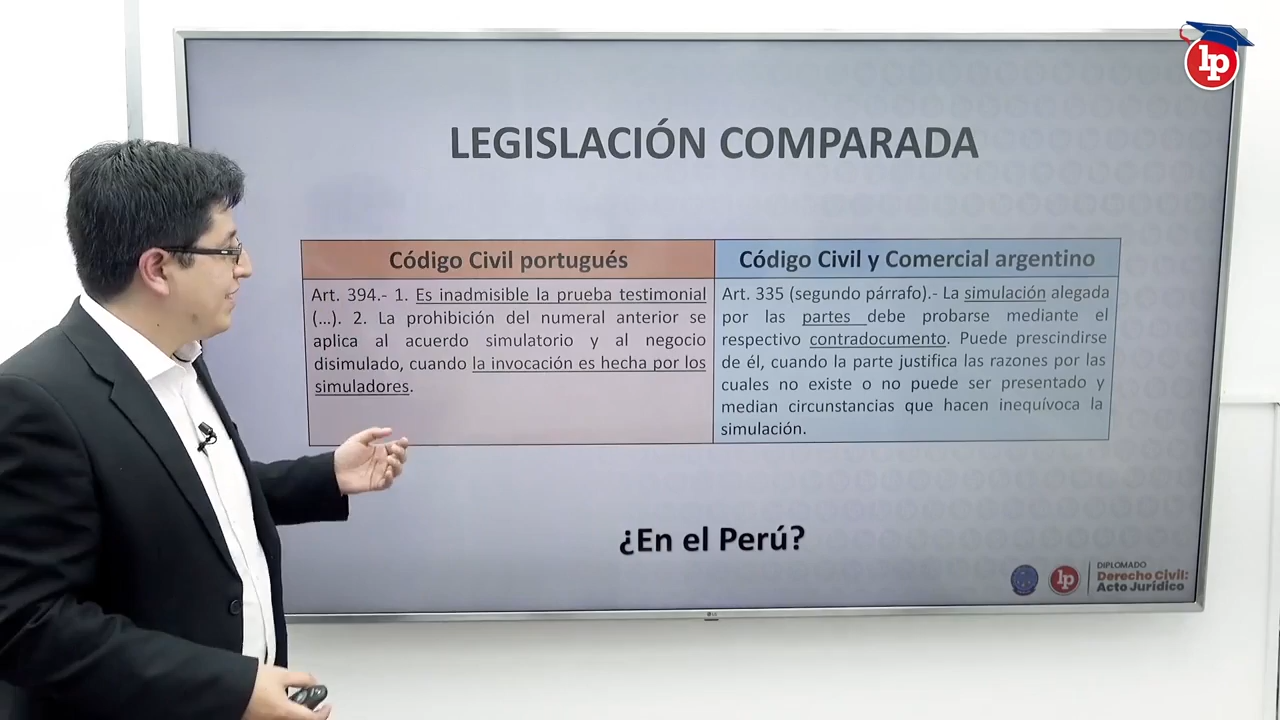 lp
LEGISLACIÓN COMPARADA
Código Civil portugués
Art. 394.- 1. Es inadmisible la prueba testimonial
(...). 2. La prohibición del numeral anterior se
aplica al acuerdo simulatorio y al negocio
disimulado, cuando la invocación es hecha por los
simuladores.
Código Civil y Comercial argentino
Art. 335 (segundo párrafo).- La simulación alegada
por las partes debe probarse mediante el
respectivo contradocumento. Puede prescindirse
de él, cuando la parte justifica las razones por las
cuales no existe o no puede ser presentado y
median circunstancias que hacen inequívoca la
simulación.
¿En el Perú?
lp
DIPLOMADO
Derecho Civil:
Acto Jurídico
LG